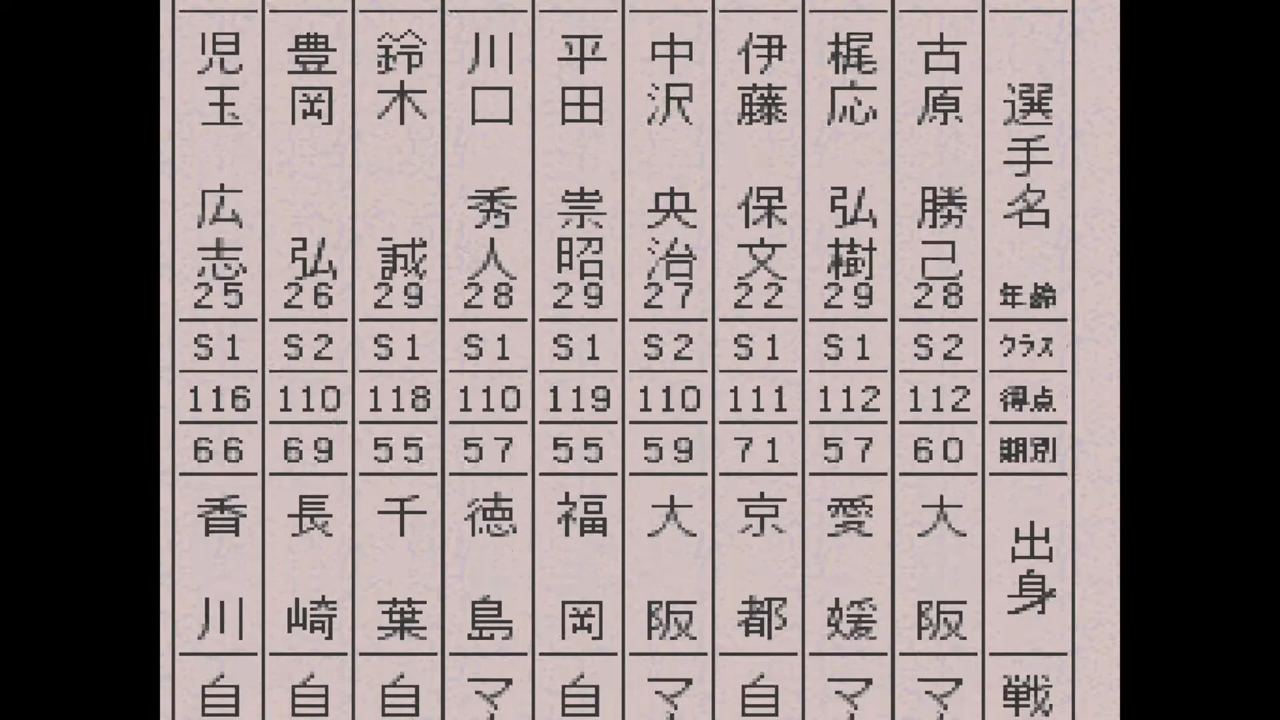 選手名 年齢 クラス 得点 期別 出身 戦
古原 勝己 28 S2 112 60 大阪 マ
梶応 弘樹 29 S1 112 57 愛媛 マ
伊藤 保文 22 S1 111 71 京都 自
中沢 央治 27 S2 110 59 大阪 マ
平田 崇昭 29 S1 119 55 福岡 自
川口 秀人 28 S1 110 57 徳島 マ
鈴木 誠 29 S1 118 55 千葉 自
豊岡 弘 26 S2 110 69 長崎 自
児玉 広志 25 S1 116 66 香川 自